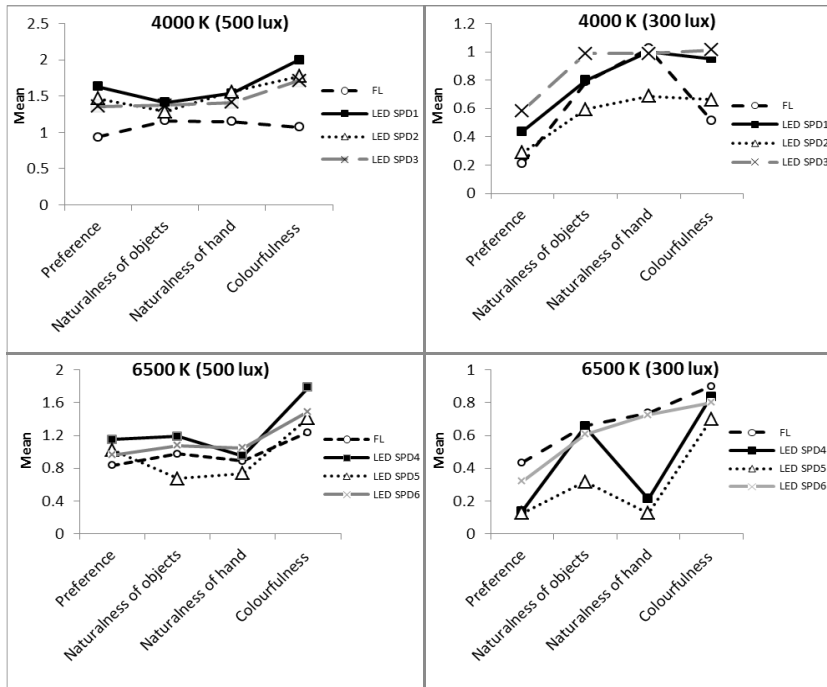 4000 K (500 lux)
2.5
2
1.5
1
0.5
0
Mean
Preference
Naturalness of objects
Naturalness of hand
Colourfulness
FL
LED SPD1
LED SPD2
LED SPD3
4000 K (300 lux)
1.2
1
0.8
0.6
0.4
0.2
0
Mean
Preference
Naturalness of objects
Naturalness of hand
Colourfulness
FL
LED SPD1
LED SPD2
LED SPD3
6500 K (500 lux)
2
1.6
1.2
0.8
0.4
0
Mean
Preference
Naturalness of objects
Naturalness of hand
Colourfulness
FL
LED SPD4
LED SPD5
LED SPD6
6500 K (300 lux)
1
0.8
0.6
0.4
0.2
0
Mean
Preference
Naturalness of objects
Naturalness of hand
Colourfulness
FL
LED SPD4
LED SPD5
LED SPD6